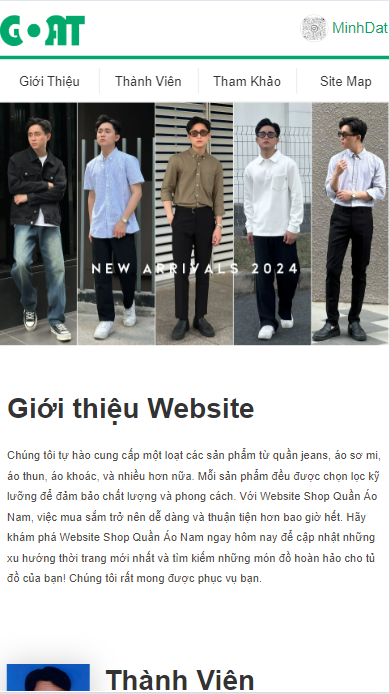 GOAT
MinhDat
Giới Thiệu
Thành Viên
Tham Khảo
Site Map
NEW ARRIVALS 2024
Giới thiệu Website
Chúng tôi tự hào cung cấp một loạt các sản phẩm từ quần jeans, áo sơ mi,
áo thun, áo khoác, và nhiều hơn nữa. Mỗi sản phẩm đều được chọn lọc kỹ
lưỡng để đảm bảo chất lượng và phong cách. Với Website Shop Quần Áo
Nam, việc mua sắm trở nên dễ dàng và thuận tiện hơn bao giờ hết. Hãy
khám phá Website Shop Quần Áo Nam ngay hôm nay để cập nhật những
xu hướng thời trang mới nhất và tìm kiếm những món đồ hoàn hảo cho tủ
đồ của bạn! Chúng tôi rất mong được phục vụ bạn.
Thành Viên